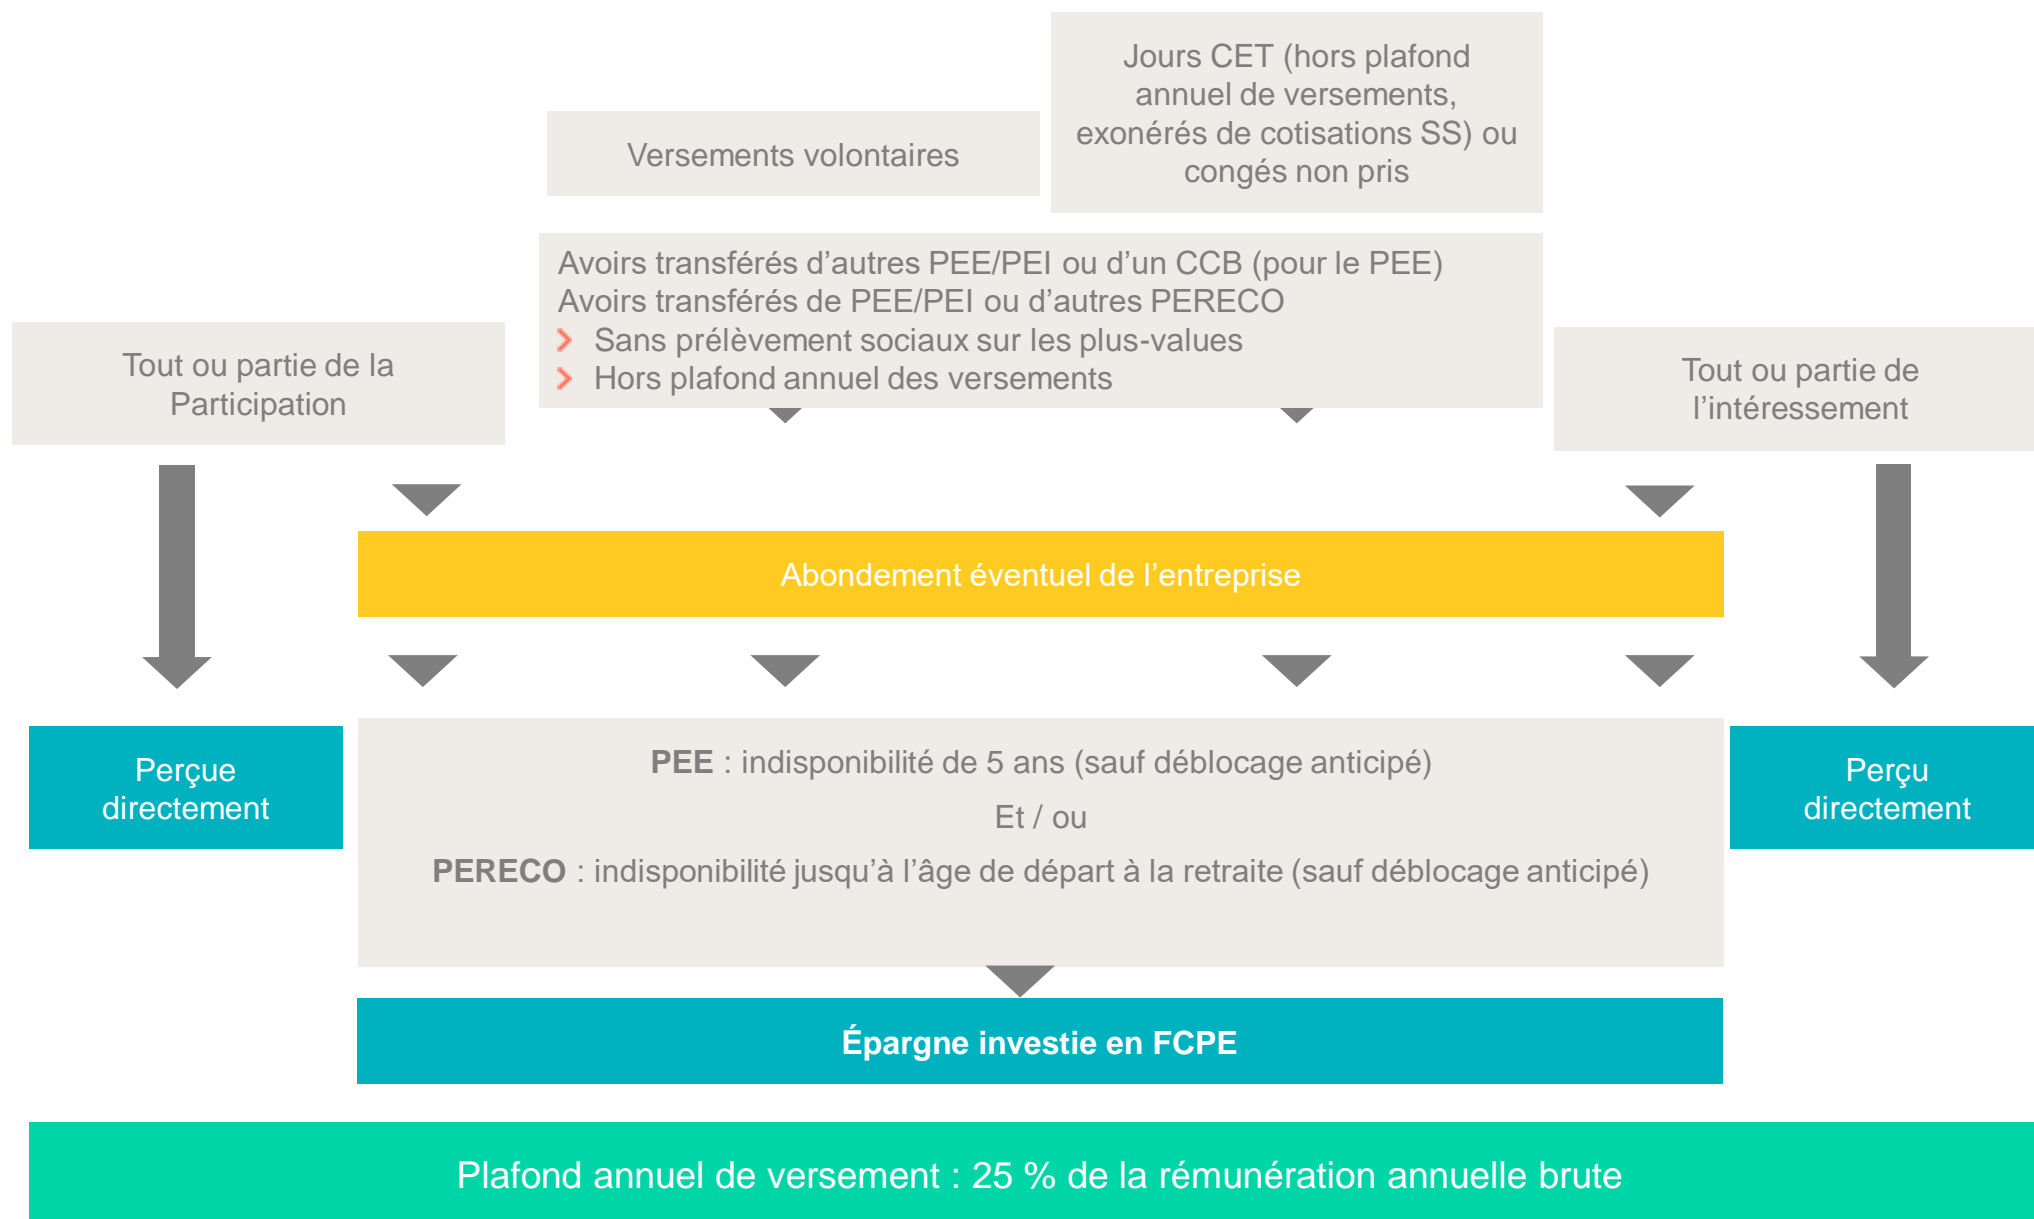 Jours CET (hors plafond
annuel de versements,
exonérés de cotisations SS) ou
congés non pris
Versements volontaires
Avoirs transférés d’autres PEE/PEI ou d’un CCB (pour le PEE)
Avoirs transférés de PEE/PEI ou d’autres PERECO
Sans prélèvement sociaux sur les plus-values
Hors plafond annuel des versements
Tout ou partie de la
Participation
Tout ou partie de
l’intéressement
Abondement éventuel de l’entreprise
Perçue
directement
PEE : indisponibilité de 5 ans (sauf déblocage anticipé)
Et / ou
PERECO : indisponibilité jusqu’à l’âge de départ à la retraite (sauf déblocage anticipé)
Perçu
directement
Épargne investie en FCPE
Plafond annuel de versement : 25 % de la rémunération annuelle brute